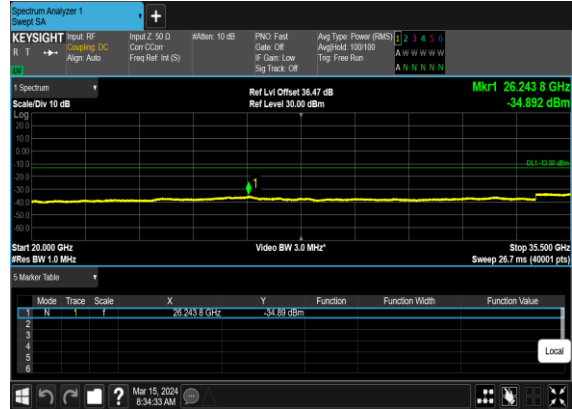 Spectrum Analyzer 1
Swept SA
+
KEYSIGHT
R T
LW
Input: RF
Coupling: DC
Align: Auto
Input Z: 50 Ω
Corr CCorr
Freq Ref: Int (S)
#Atten: 10 dB
PNO: Fast
Gate: Off
IF Gain: Low
Sig Track: Off
Avg Type: Power (RMS)
Avg|Hold: 100/100
Trig: Free Run
1 2 3 4 5 6
A W W W W W
A N N N N N
1 Spectrum
Scale/Div 10 dB
Ref Lvl Offset 36.47 dB
Ref Level 30.00 dBm
Mkr1 26.243 8 GHz
-34.892 dBm
Log
20.0
10.0
0.00
-10.0
DL1 -13.00 dBm
-20.0
1
-30.0
-40.0
-50.0
-60.0
Start 20.000 GHz
#Res BW 1.0 MHz
Video BW 3.0 MHz*
Stop 35.500 GHz
Sweep 26.7 ms (40001 pts)
5 Marker Table
Mode Trace Scale X Y Function Function Width Function Value
1 N 1 f 26.243 8 GHz -34.89 dBm
2
3
4
5
6
Local
?
Mar 15, 2024
8:34:33 AM